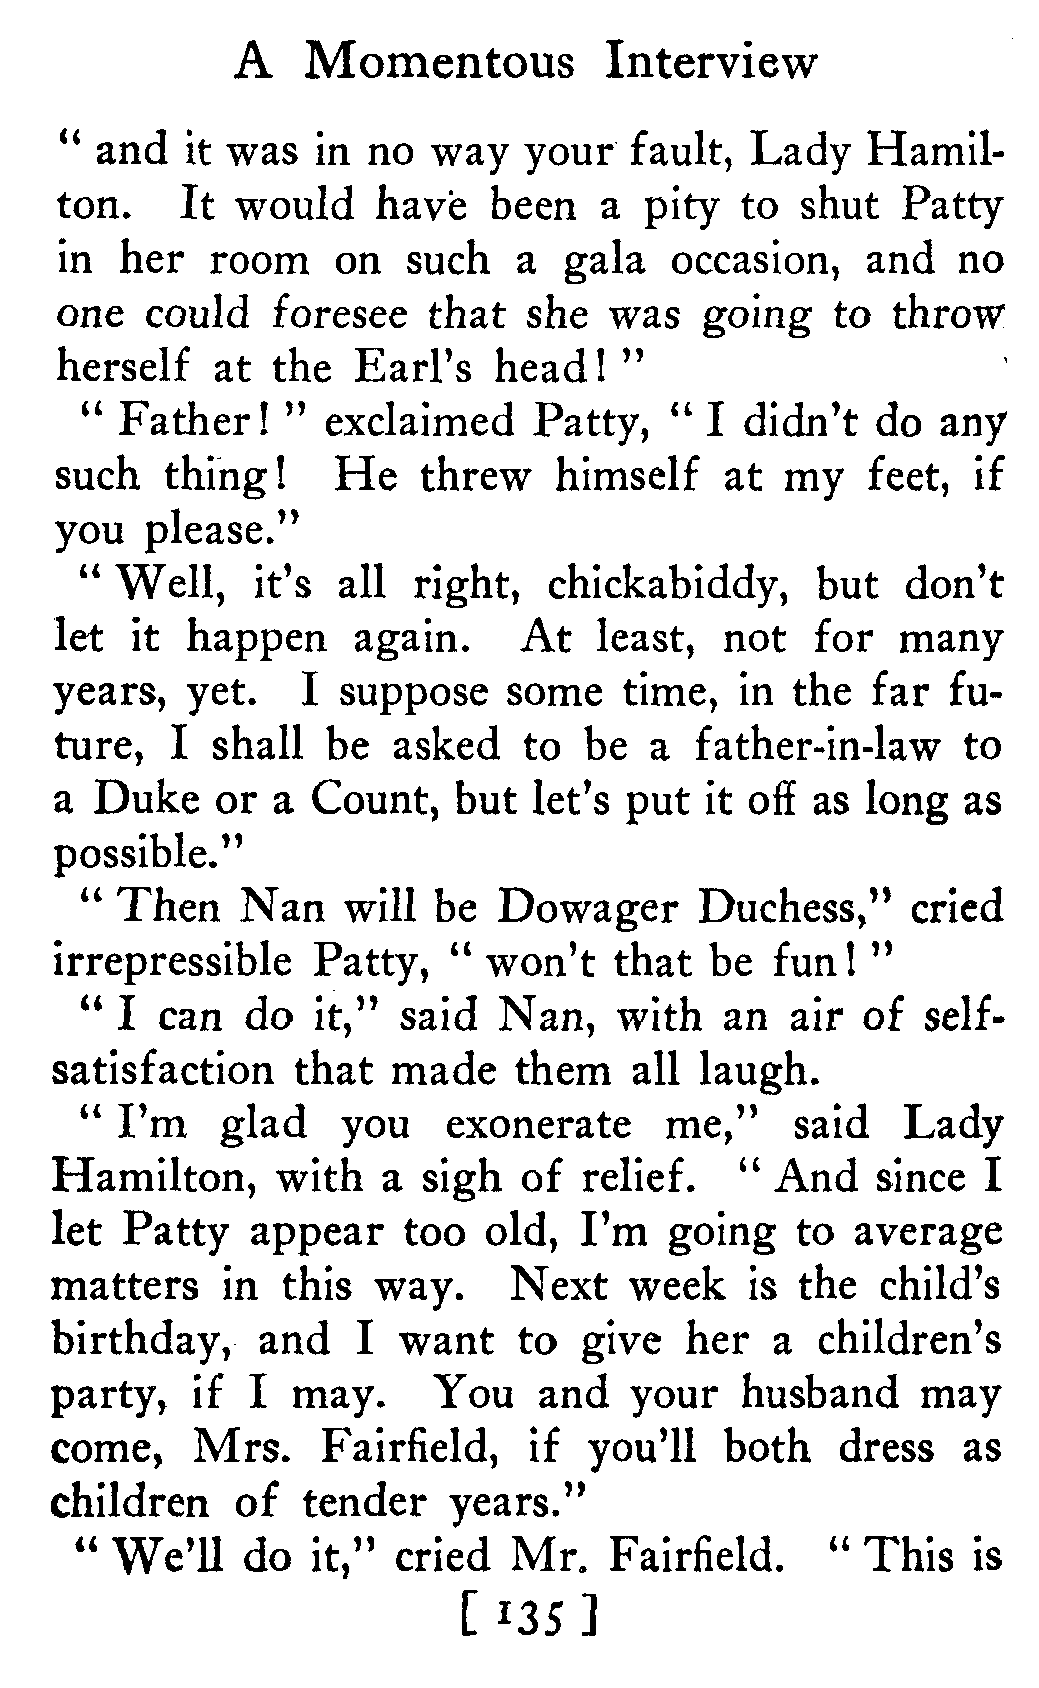 A Momentous Interview
“ and it was in no way your fault, Lady Hamil-
ton. It would have been a pity to shut Patty
in her room on such a gala occasion, and no
one could foresee that she was going to throw
herself at the Earl’s head! ”
“ Father! ” exclaimed Patty, “ I didn’t do any
such thing! He threw himself at my feet, if
you please.”
“ Well, it’s all right, chickabiddy, but don’t
let it happen again. At least, not for many
years, yet. I suppose some time, in the far fu-
ture, I shall be asked to be a father-in-law to
a Duke or a Count, but let’s put it off as long as
possible.”
“ Then Nan will be Dowager Duchess,” cried
irrepressible Patty, “ won’t that be fun! ”
“ I can do it,” said Nan, with an air of self-
satisfaction that made them all laugh.
“ I’m glad you exonerate me,” said Lady
Hamilton, with a sigh of relief. “ And since I
let Patty appear too old, I’m going to average
matters in this way. Next week is the child’s
birthday, and I want to give her a children’s
party, if I may. You and your husband may
come, Mrs. Fairfield, if you’ll both dress as
children of tender years.”
“ We’ll do it,” cried Mr. Fairfield. “ This is
[ 135 ]